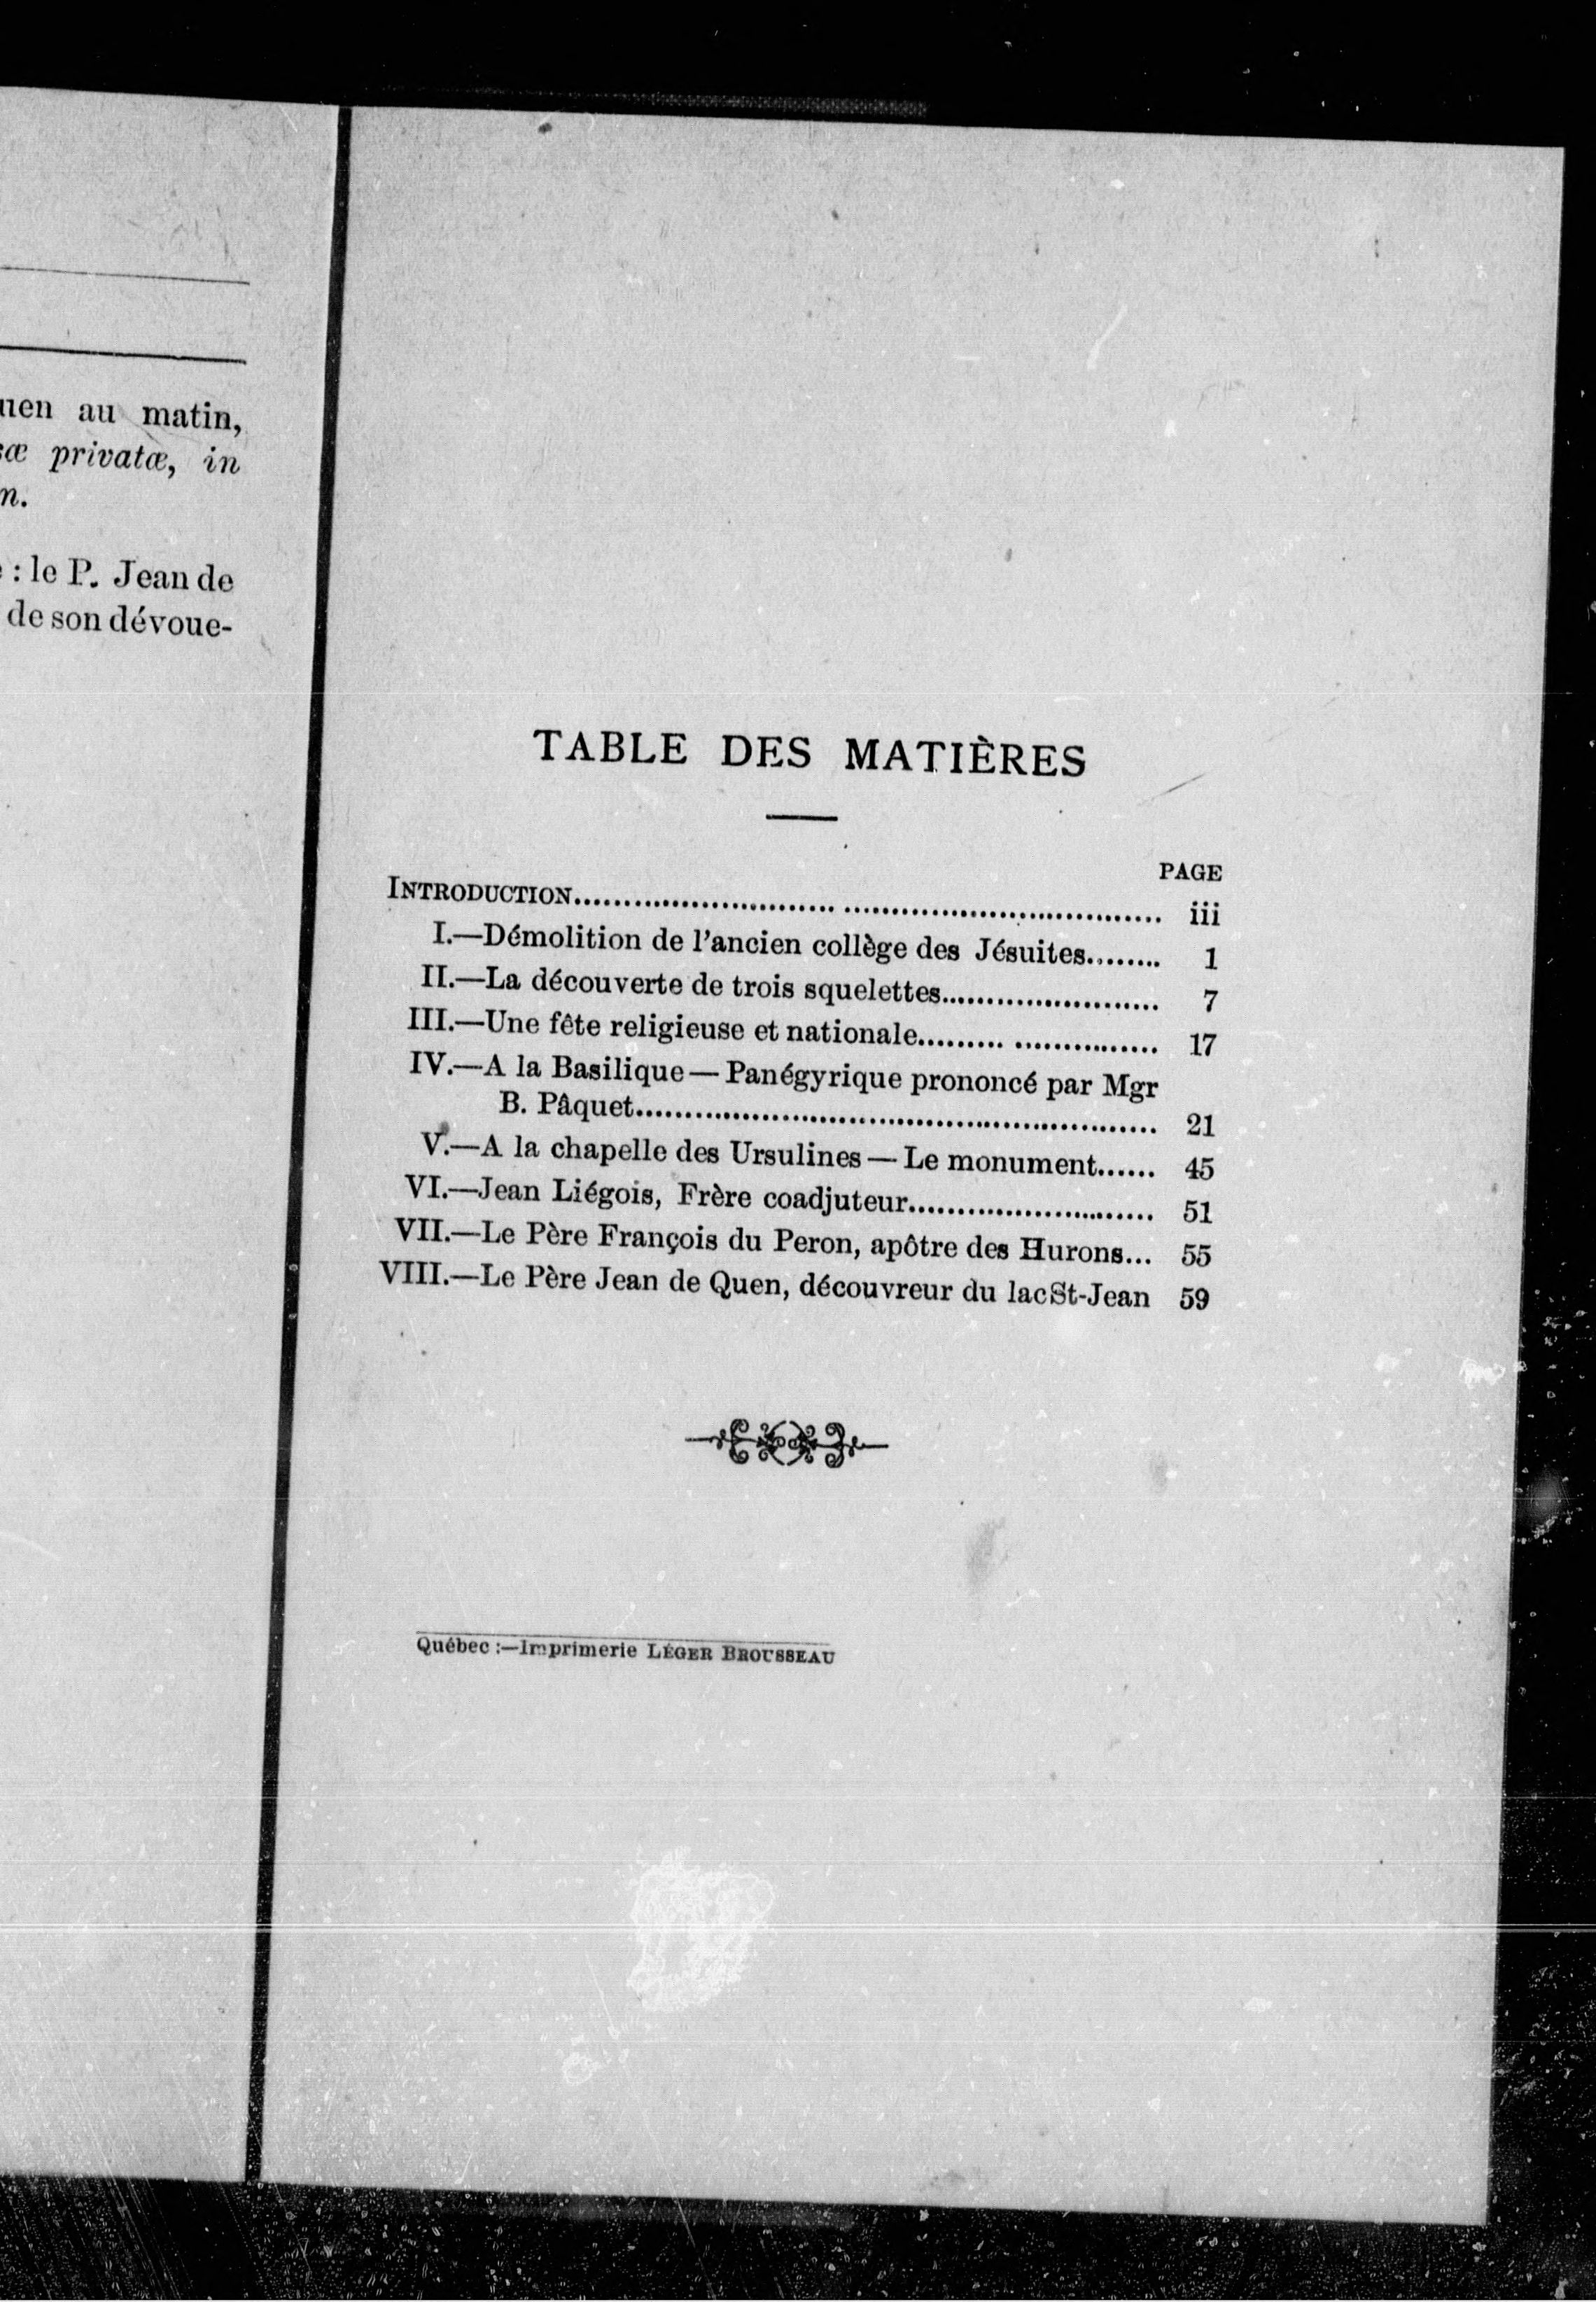 au matin,
privatæ, in
n.
: le P. Jean de
de son dévoue-
TABLE DES MATIÈRES
PAGE
INTRODUCTION.......................................................... iii
I.—Démolition de l'ancien collège des Jésuites........ 1
II.—La découverte de trois squelettes........................ 7
III.—Une fête religieuse et nationale......... ............... 17
IV.—A la Basilique — Panégyrique prononcé par Mgr
B. Pâquet........................................................ 21
V.—A la chapelle des Ursulines — Le monument...... 45
VI.—Jean Liégois, Frère coadjuteur.......................... 51
VII.—Le Père François du Peron, apôtre des Hurons... 55
VIII.—Le Père Jean de Quen, découvreur du lac St-Jean 59
Québec :—Imprimerie LÉGER BROUSSEAU